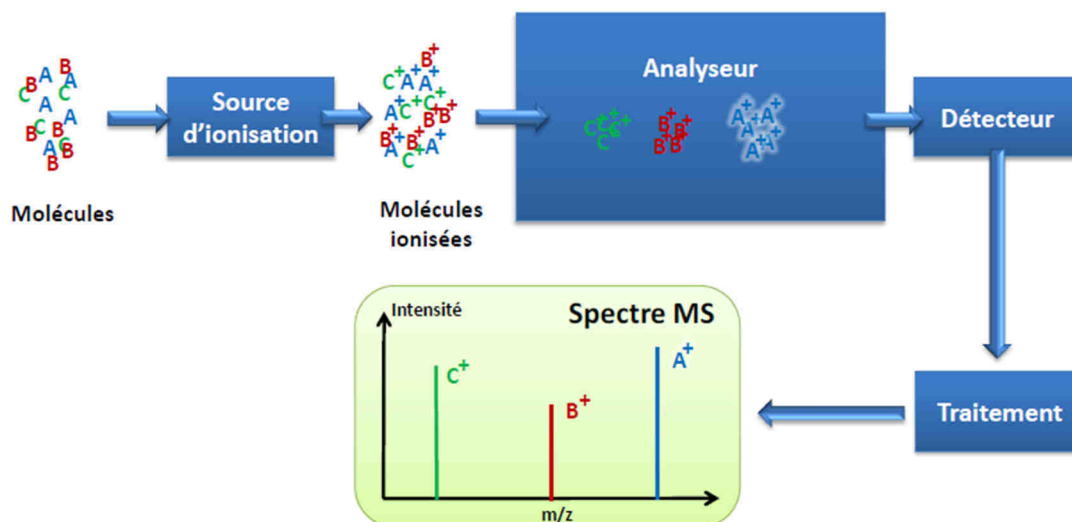 Molécules
Source
d'ionisation
Molécules
ionisées
Analyseur
Détecteur
Traitement
Spectre MS
Intensité
C+
B+
A+
m/z